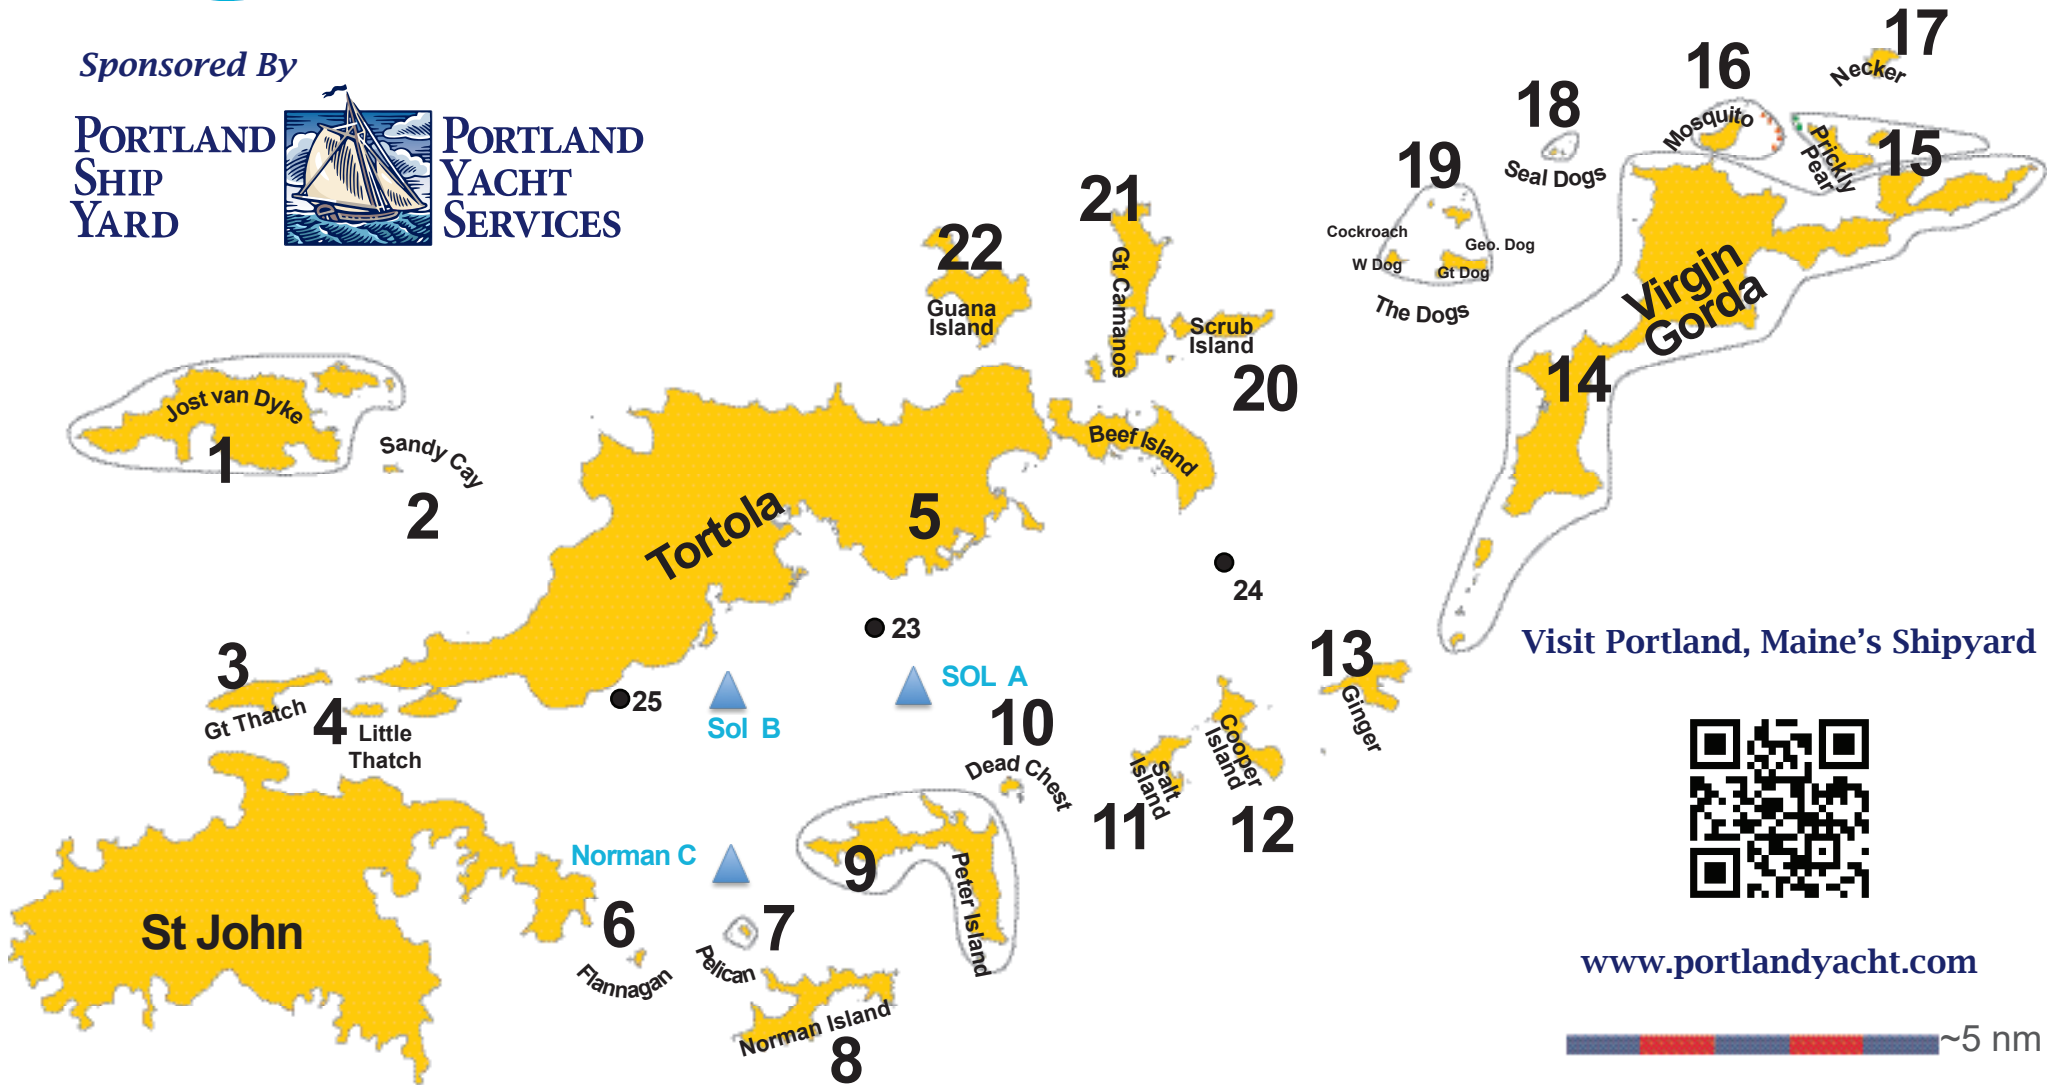 Sponsored By
PORTLAND
SHIP
YARD
PORTLAND
YACHT
SERVICES
17
Necker
16
Mosquito
18
Seal Dogs
Prickly
Pear
15
19
Cockroach
Geo. Dog
W Dog
Gt Dog
The Dogs
21
Gt Camanoe
22
Guana
Island
Scrub
Island
20
Virgin
Gorda
14
Jost van Dyke
1
Sandy Cay
2
Beef Island
Tortola
5
24
23
3
Gt Thatch
4
Little
Thatch
25
Sol B
SOL A
10
Dead Chest
13
Ginger
Cooper
Island
12
Salt
Island
11
Visit Portland, Maine's Shipyard
St John
Norman C
9
Peter Island
6
Flannagan
7
Pelican
Norman Island
8
www.portlandyacht.com
~5 nm